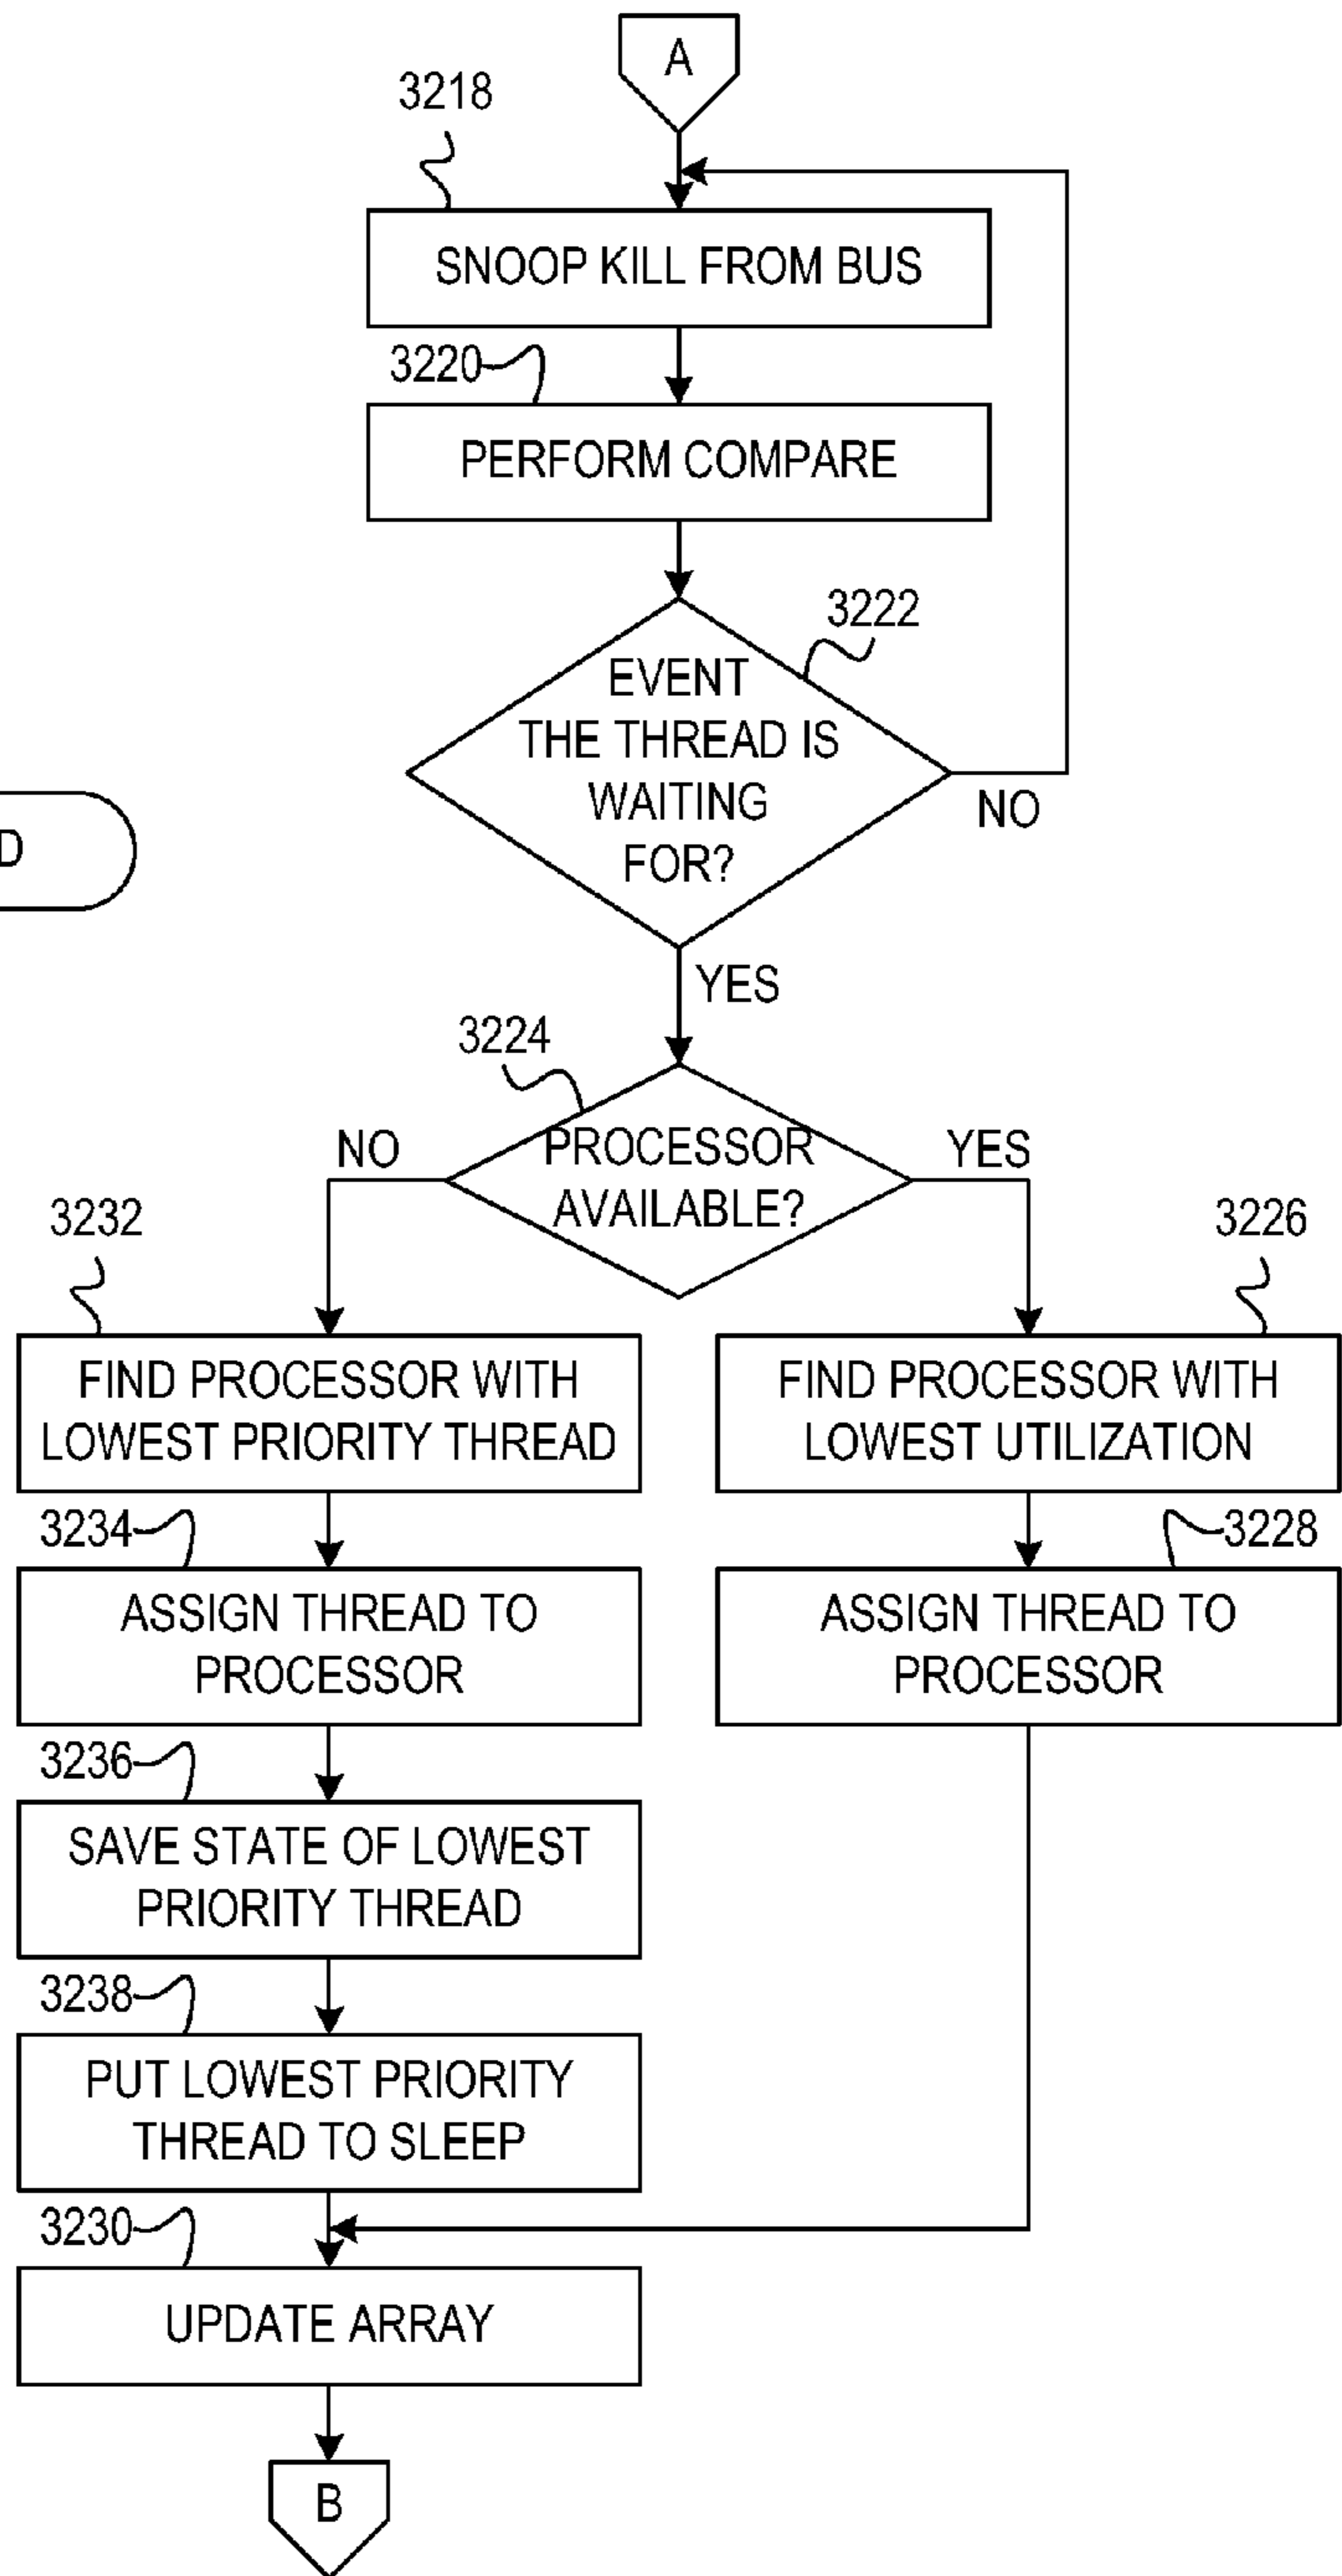 A
3218
SNOOP KILL FROM BUS
3220
PERFORM COMPARE
3222
EVENT
THE THREAD IS
WAITING
FOR?
NO
D
YES
3224
PROCESSOR
AVAILABLE?
NO
YES
3232
FIND PROCESSOR WITH
LOWEST PRIORITY THREAD
3226
FIND PROCESSOR WITH
LOWEST UTILIZATION
3234
ASSIGN THREAD TO
PROCESSOR
3228
ASSIGN THREAD TO
PROCESSOR
3236
SAVE STATE OF LOWEST
PRIORITY THREAD
3238
PUT LOWEST PRIORITY
THREAD TO SLEEP
3230
UPDATE ARRAY
B